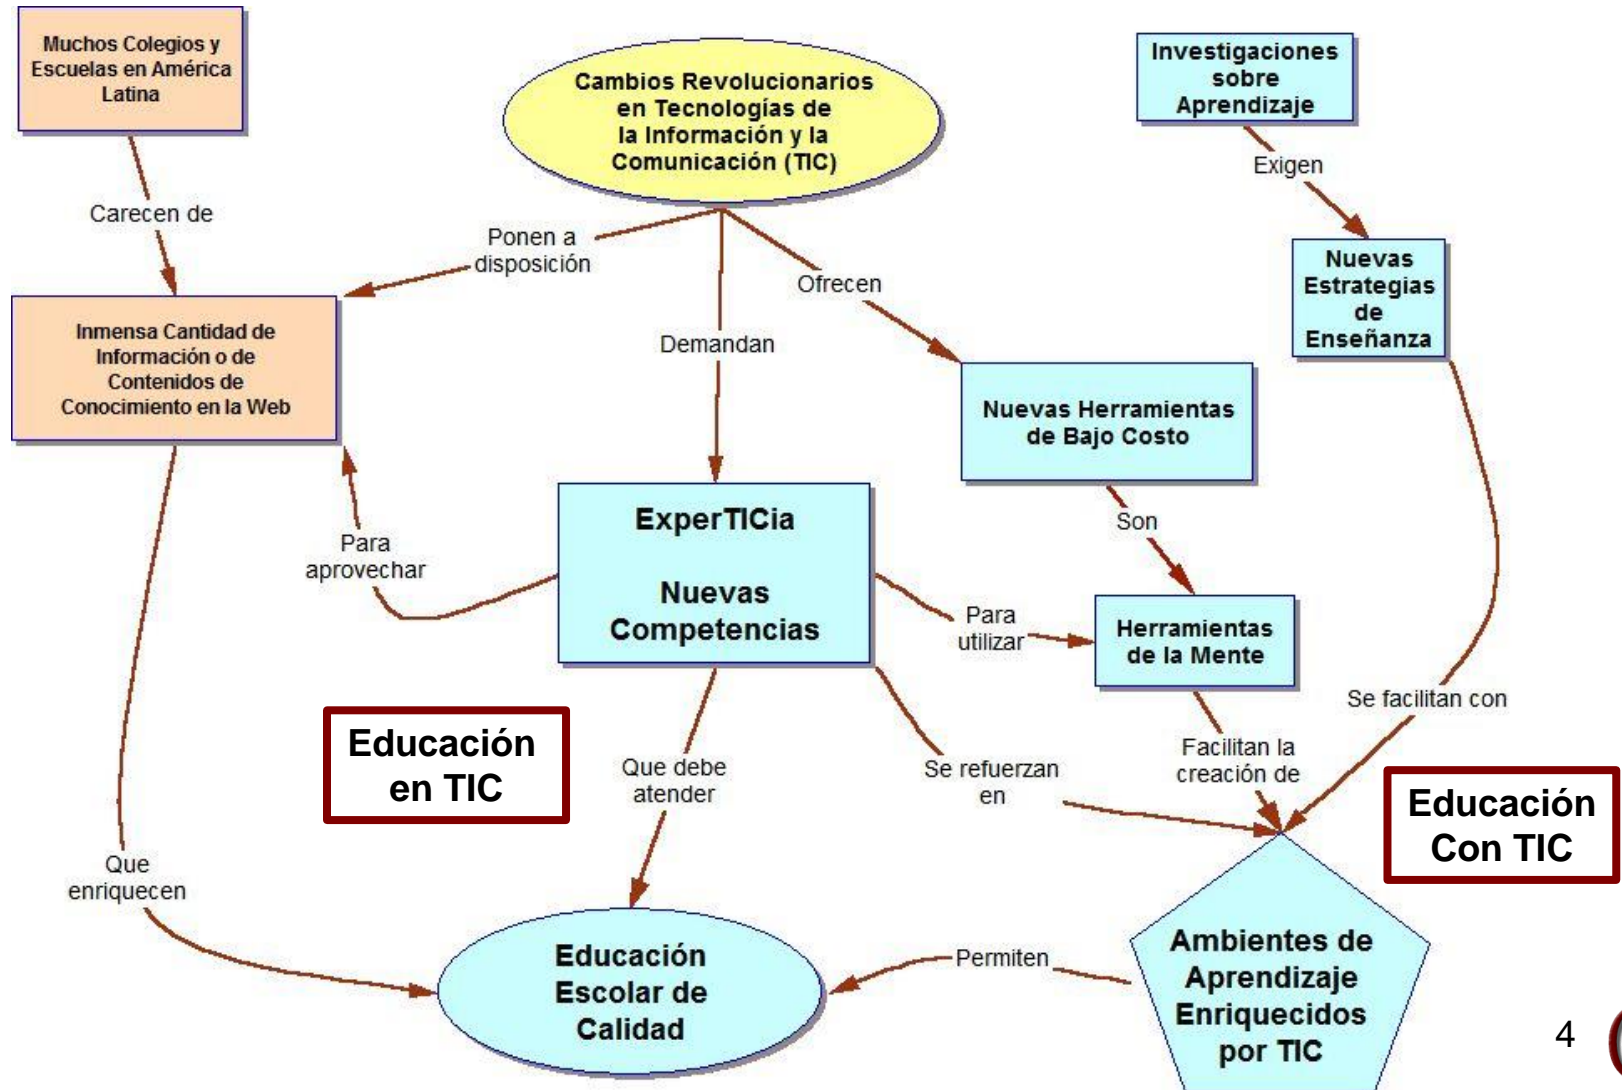 Muchos Colegios y
Escuelas en América
Latina
Cambios Revolucionarios
en Tecnologías de
la Información y la
Comunicación (TIC)
Investigaciones
sobre
Aprendizaje
Exigen
Carecen de
Ponen a
disposición
Ofrecen
Nuevas
Estrategias
de
Enseñanza
Inmensa Cantidad de
Información o de
Contenidos de
Conocimiento en la Web
Demandan
Nuevas Herramientas
de Bajo Costo
ExperTICia
Nuevas
Competencias
Son
Para
aprovechar
Para
utilizar
Herramientas
de la Mente
Se facilitan con
Educación
en TIC
Que debe
atender
Se refuerzan
en
Facilitan la
creación de
Educación
Con TIC
Que
enriquecen
Educación
Escolar de
Calidad
Permiten
Ambientes de
Aprendizaje
Enriquecidos
por TIC
4